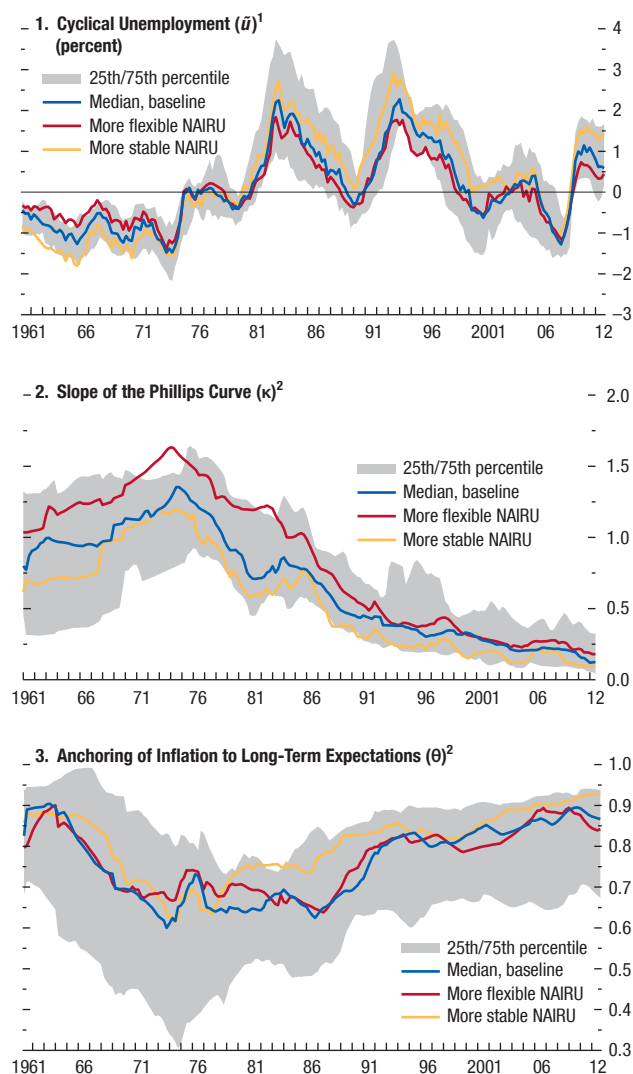 1. Cyclical Unemployment (ũ)¹
(percent)
25th/75th percentile
Median, baseline
More flexible NAIRU
More stable NAIRU
4
3
2
1
0
−1
−2
−3
1961 66 71 76 81 86 91 96 2001 06 12
2. Slope of the Phillips Curve (κ)²
2.0
1.5
1.0
0.5
0.0
25th/75th percentile
Median, baseline
More flexible NAIRU
More stable NAIRU
1961 66 71 74 76 81 86 91 96 2001 06 12
3. Anchoring of Inflation to Long-Term Expectations (θ)²
1.0
0.9
0.8
0.7
0.6
0.5
0.4
0.3
25th/75th percentile
Median, baseline
More flexible NAIRU
More stable NAIRU
1961 66 71 76 81 86 91 96 2001 06 12